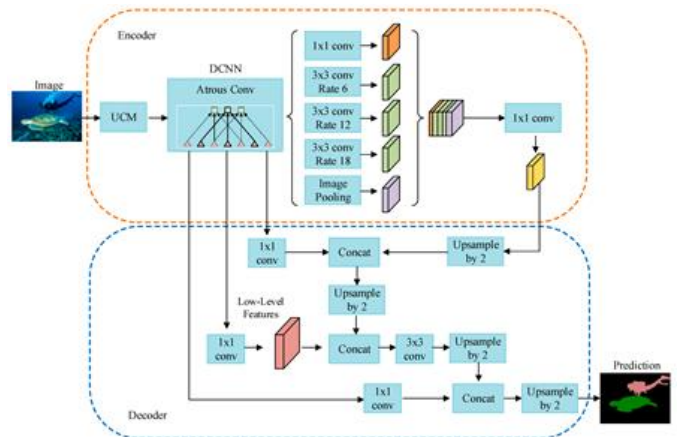 Encoder
DCNN
Image
UCM
Atrous Conv
1x1 conv
3x3 conv
Rate 6
3x3 conv
Rate 12
3x3 conv
Rate 18
Image
Pooling
1x1 conv
1x1
conv
Concat
Upsample
by 2
Upsample
by 2
Low-Level
Features
1x1
conv
Concat
3x3
conv
Upsample
by 2
Prediction
1x1
conv
Concat
Upsample
by 2
Decoder